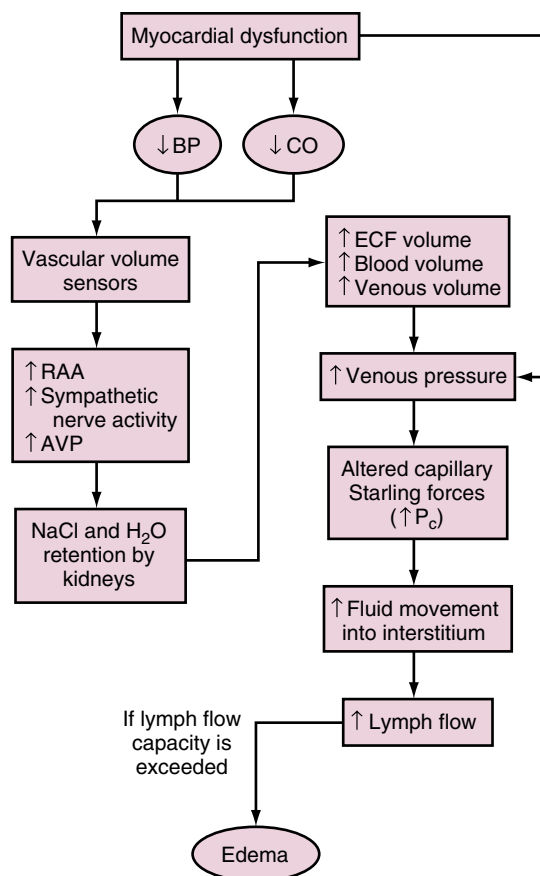 Myocardial dysfunction
↓BP
↓CO
Vascular volume
sensors
↑RAA
↑Sympathetic
nerve activity
↑AVP
NaCl and H₂O
retention by
kidneys
↑ECF volume
↑Blood volume
↑Venous volume
↑Venous pressure
Altered capillary
Starling forces
(↑P꜀)
↑Fluid movement
into interstitium
↑ Lymph flow
If lymph flow
capacity is
exceeded
Edema